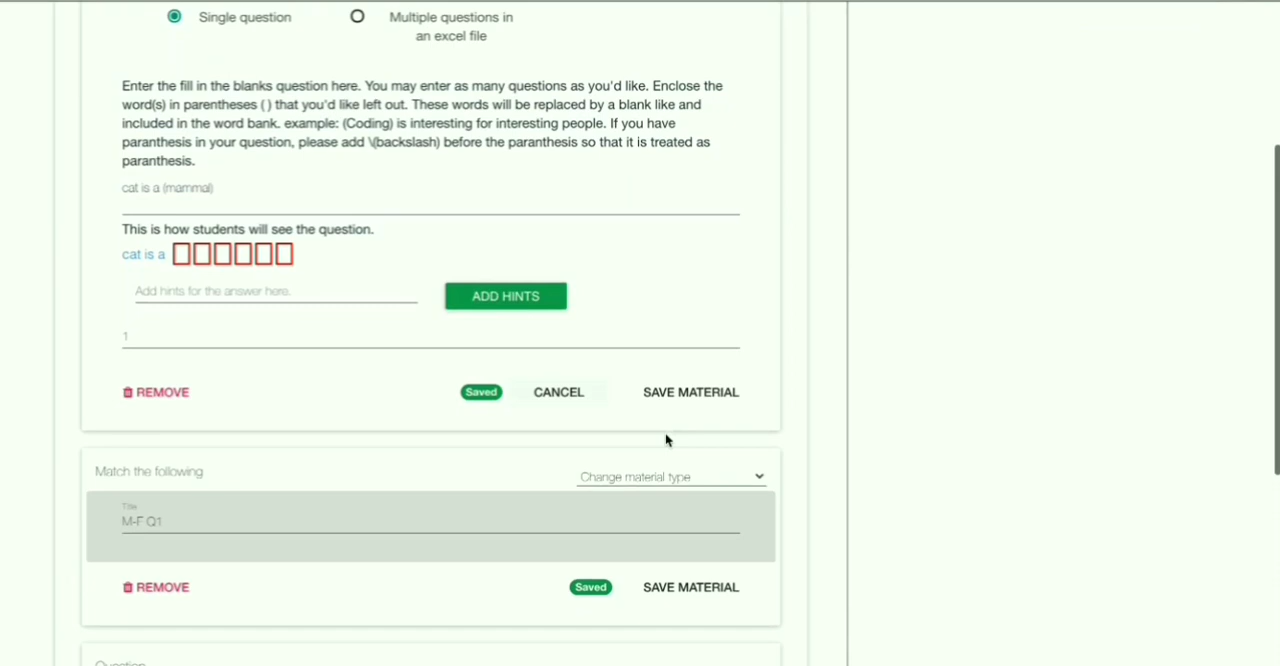 Single question
Multiple questions in
an excel file
Enter the fill in the blanks question here. You may enter as many questions as you'd like. Enclose the
word(s) in parentheses ( ) that you'd like left out. These words will be replaced by a blank like and
included in the word bank. example: (Coding) is interesting for interesting people. If you have
paranthesis in your question, please add \(backslash) before the paranthesis so that it is treated as
paranthesis.
cat is a (mammal)
This is how students will see the question.
cat is a
Add hints for the answer here.
ADD HINTS
1
REMOVE
Saved
CANCEL
SAVE MATERIAL
Match the following
Change material type
Title
M-F Q1
REMOVE
Saved
SAVE MATERIAL
Question